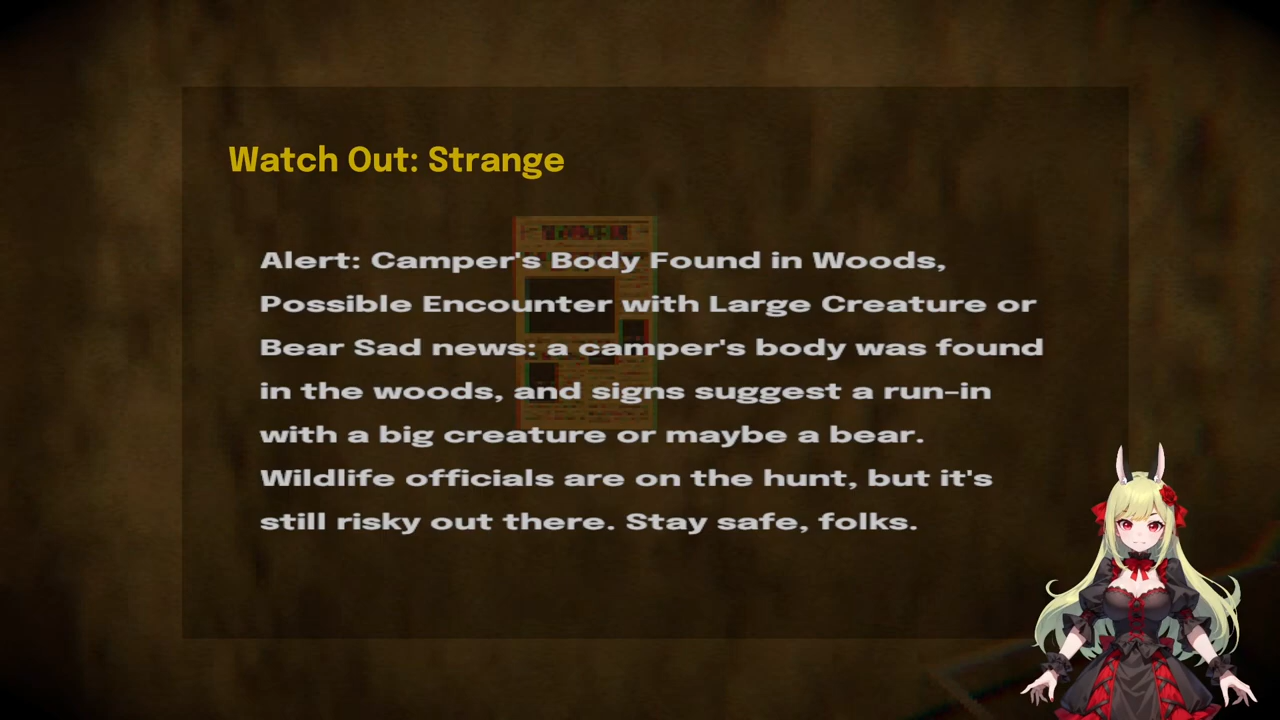 Watch Out: Strange
Alert: Camper's Body Found in Woods,
Possible Encounter with Large Creature or
Bear Sad news: a camper's body was found
in the woods, and signs suggest a run-in
with a big creature or maybe a bear.
Wildlife officials are on the hunt, but it's
still risky out there. Stay safe, folks.